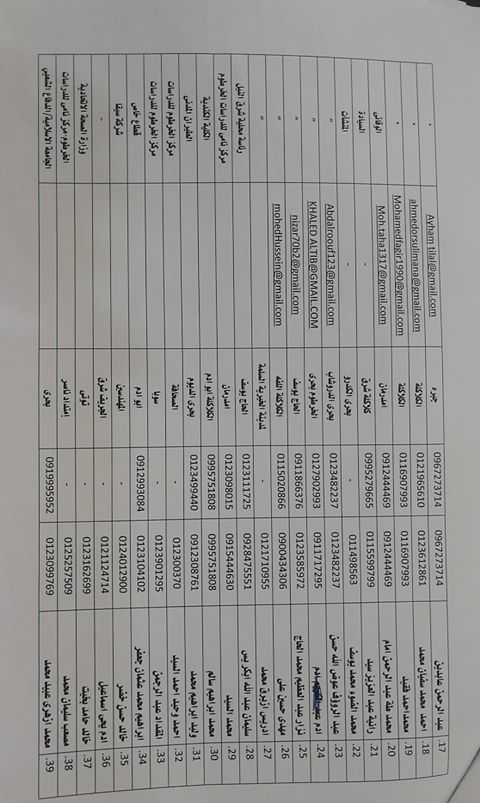 17. عبد الرحمن عابدين 0967273714 0967273714 جبره Ayham tilal@gmail.com "
18. احمد محمد سفيان محمد 0123612861 0121965610 الكلاكلة ahmedorsulimana@gmail.com "
19. محمداحمد فقيد 0116907993 0116907993 الكلاكلة Mohamedfagir1990@gmail.com "
20. محمد طة عبد الرحمن امام 0912444469 0912444469 امدرمان Moh.taha1317@gmail.com الوقائى
21. رانية عبد العزيز سيد 0115599799 0995279665 كلاكلة شرق - السيادة
22. محمد الضوء محمد يوسف 011498563 - بحرى الكدرو - المنشات
23. عبد الرووف عوض الله حسن 0123482237 0123482237 بحرى الدروشاب Abdalroouf123@gmail.com "
24. ادم عبد ادم 0911717295 0127902993 الخرطوم بحرى KHALED ALTIB@GMAIL.COM "
25. نزار عبد العظيم محمد الحاج 0123585972 0911866376 الحاج يوسف nizar70b2@gmail.com "
26. مهدى حسين على 0900434306 0115020866 الكلاكلة اللفه mohedHussein@gmail.com "
27. ادريس ازيرق محمد 0121710955 - لمدينة الخيرية السلمة "
28. سليمان عبد الله ابكر يس 0928475551 0123111725 الحاج يوسف رئاسة محلية شرق النيل
29. محمد السيد 0915444630 0123098015 امدرمان مركز نامى للدراسات الخرطوم
30. محمد ابراهيم سالم 0995751808 0995751808 الكلاكلة ابو ادم الكلية الكندية
31. وليد ابراهيم محمد 0912308761 0123499440 بحرى الديوم الطيران المدنى
32. احمد وحيد احمد السيد 012300370 - الصحافة مركز الخرطوم للدراسات
33. المقداد عبد الرجمن 0123901295 - سوبا مركز الخرطوم للدراسات
34. ابراهيم محمد عثمان جعفر 0123104102 0912993084 ابو ادم قطاع خاص
35. خالد حسن خضر 0124012900 - المهندسين شركة سيقا
36. ادم يحى اسماعيل 0121124714 - الجريف شرق -
37. خالد حامد بخيت 0123162699 - توتى وزارة الصحة الاتحادية
38. مصعب سليمان محمد 0125257509 - إمتداد ناصر الخرطوم-مركز نامى للدراسات
39. محمد ازهرى عبيد محمد 0123099769 0919995952 بحرى الجامعة الاسلامية/الدفاع الشعبي